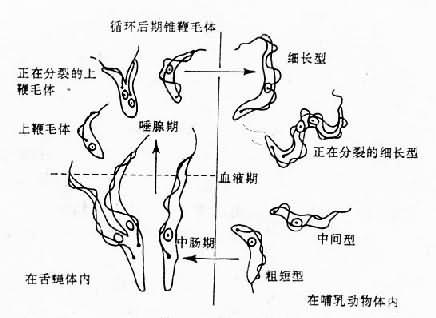 循环后期锥鞭毛体
正在分裂的上
鞭毛体
细长型
上鞭毛体
唾腺期
正在分裂的细长型
血液期
中肠期
中间型
粗短型
在舌蝇体内
在哺乳动物体内